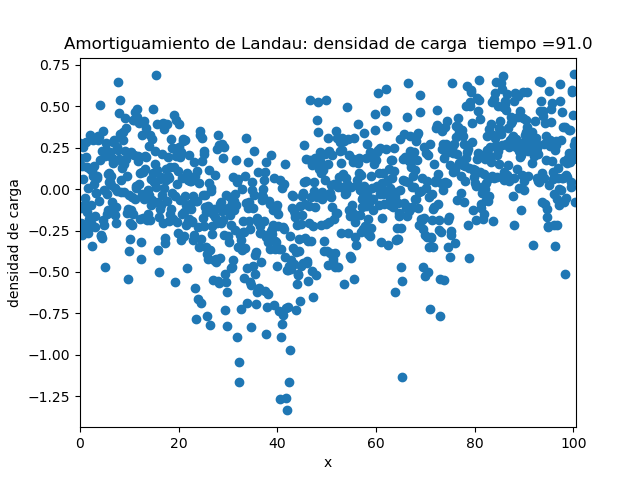 Amortiguamiento de Landau: densidad de carga  tiempo =91.0
0.75
0.50
0.25
0.00
−0.25
−0.50
−0.75
−1.00
−1.25
densidad de carga
0 20 40 60 80 100
x